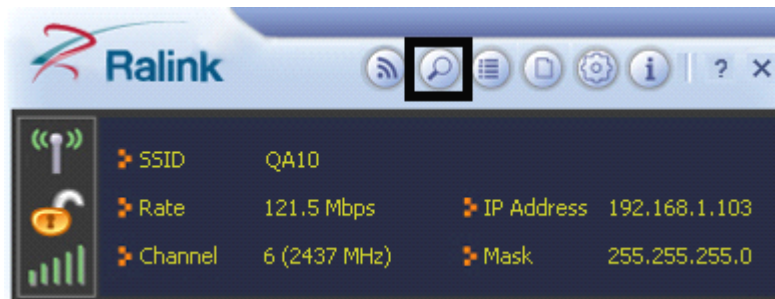 Ralink
i ? ×
SSID QA10
Rate 121.5 Mbps IP Address 192.168.1.103
Channel 6 (2437 MHz) Mask 255.255.255.0